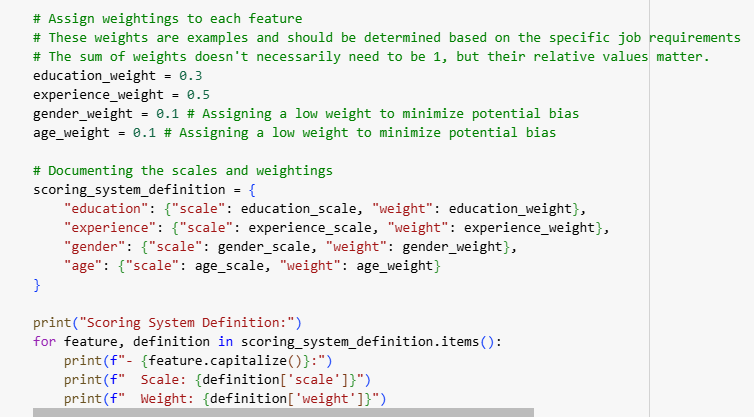 # Assign weightings to each feature
# These weights are examples and should be determined based on the specific job requirements
# The sum of weights doesn't necessarily need to be 1, but their relative values matter.
education_weight = 0.3
experience_weight = 0.5
gender_weight = 0.1 # Assigning a low weight to minimize potential bias
age_weight = 0.1 # Assigning a low weight to minimize potential bias

# Documenting the scales and weightings
scoring_system_definition = {
    "education": {"scale": education_scale, "weight": education_weight},
    "experience": {"scale": experience_scale, "weight": experience_weight},
    "gender": {"scale": gender_scale, "weight": gender_weight},
    "age": {"scale": age_scale, "weight": age_weight}
}

print("Scoring System Definition:")
for feature, definition in scoring_system_definition.items():
    print(f"- {feature.capitalize()}:")
    print(f"  Scale: {definition['scale']}")
    print(f"  Weight: {definition['weight']}")